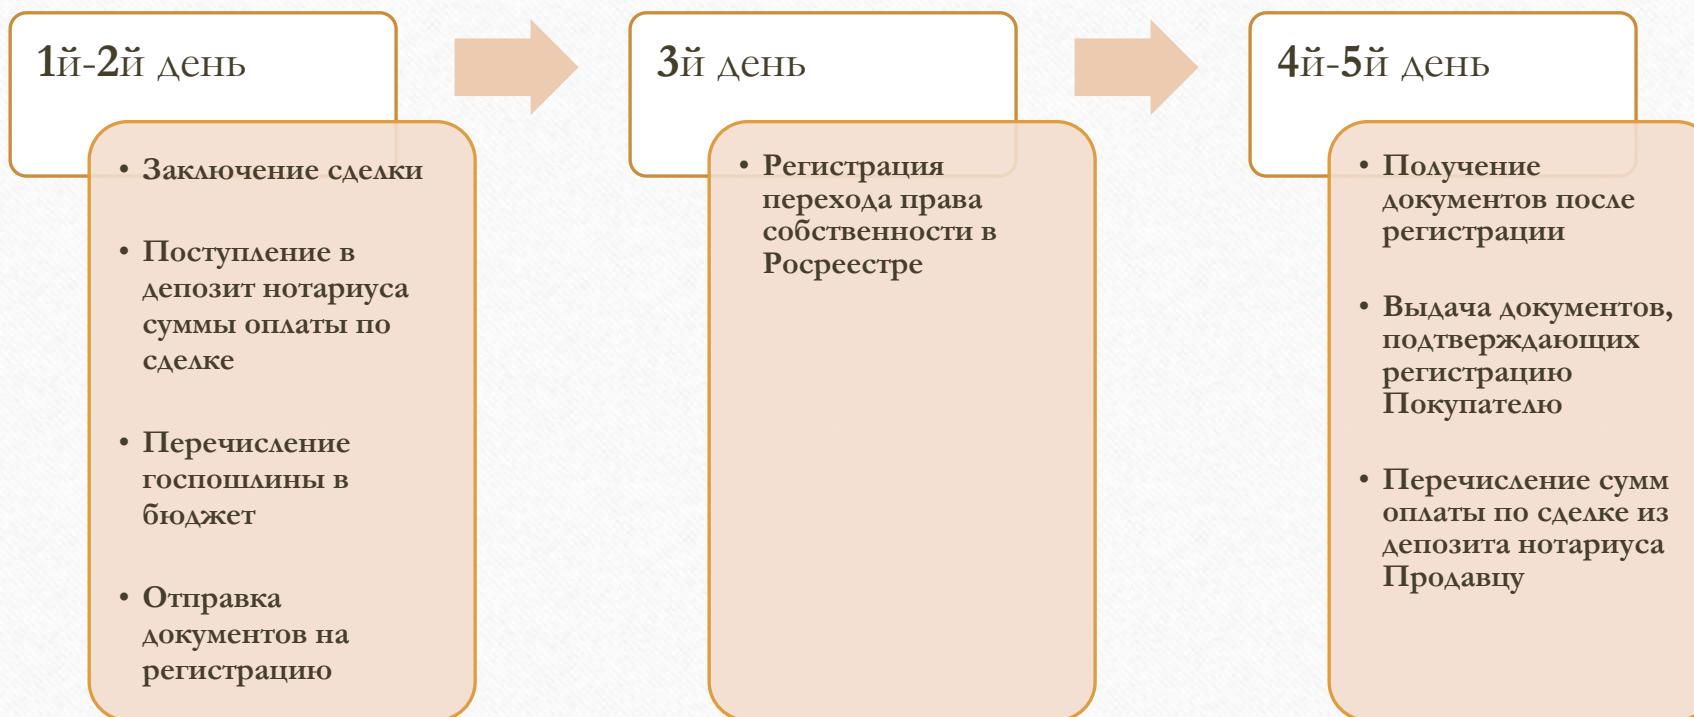 1й-2й день
• Заключение сделки
• Поступление в
депозит нотариуса
суммы оплаты по
сделке
• Перечисление
госпошлины в
бюджет
• Отправка
документов на
регистрацию
3й день
• Регистрация
перехода права
собственности в
Росреестре
4й-5й день
• Получение
документов после
регистрации
• Выдача документов,
подтверждающих
регистрацию
Покупателю
• Перечисление сумм
оплаты по сделке из
депозита нотариуса
Продавцу